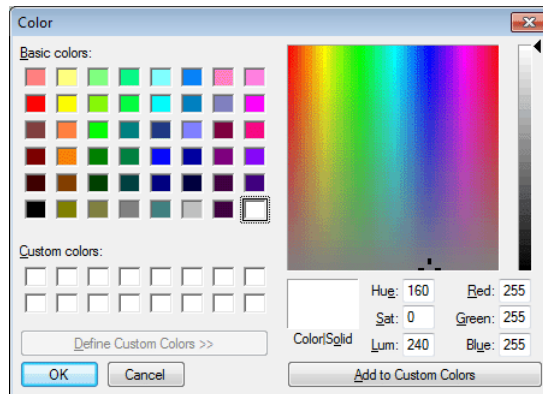 Color
Basic colors:
Custom colors:
Define Custom Colors >>
OK
Cancel
Color|Solid
Hue: 160
Sat: 0
Lum: 240
Red: 255
Green: 255
Blue: 255
Add to Custom Colors